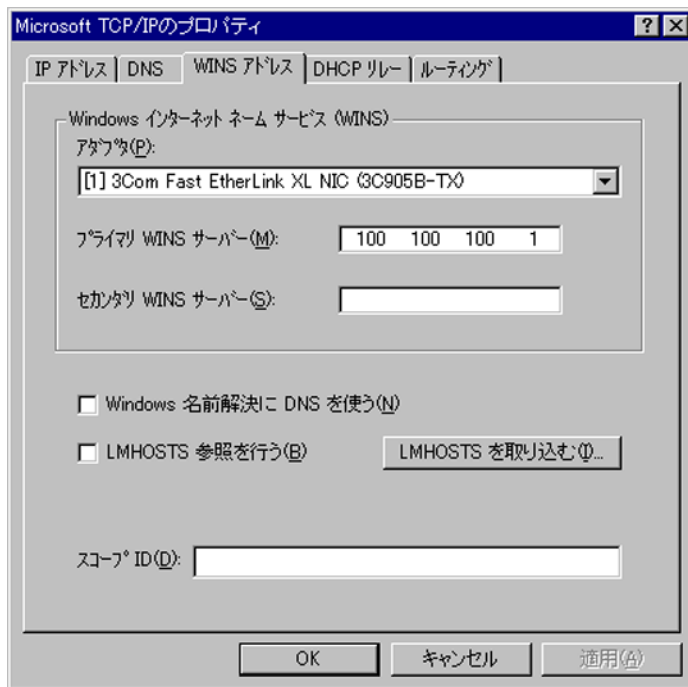 Microsoft TCP/IPのプロパティ
IP アドレス DNS WINS アドレス DHCP リレー ルーティング
Windows インターネット ネーム サービス (WINS)
アダプタ(P):
[1] 3Com Fast EtherLink XL NIC (3C905B-TX)
プライマリ WINS サーバー(M): 100 100 100 1
セカンダリ WINS サーバー(S):
Windows 名前解決に DNS を使う(N)
LMHOSTS 参照を行う(B) LMHOSTS を取り込む(I)...
スコープ ID(D):
OK キャンセル 適用(A)